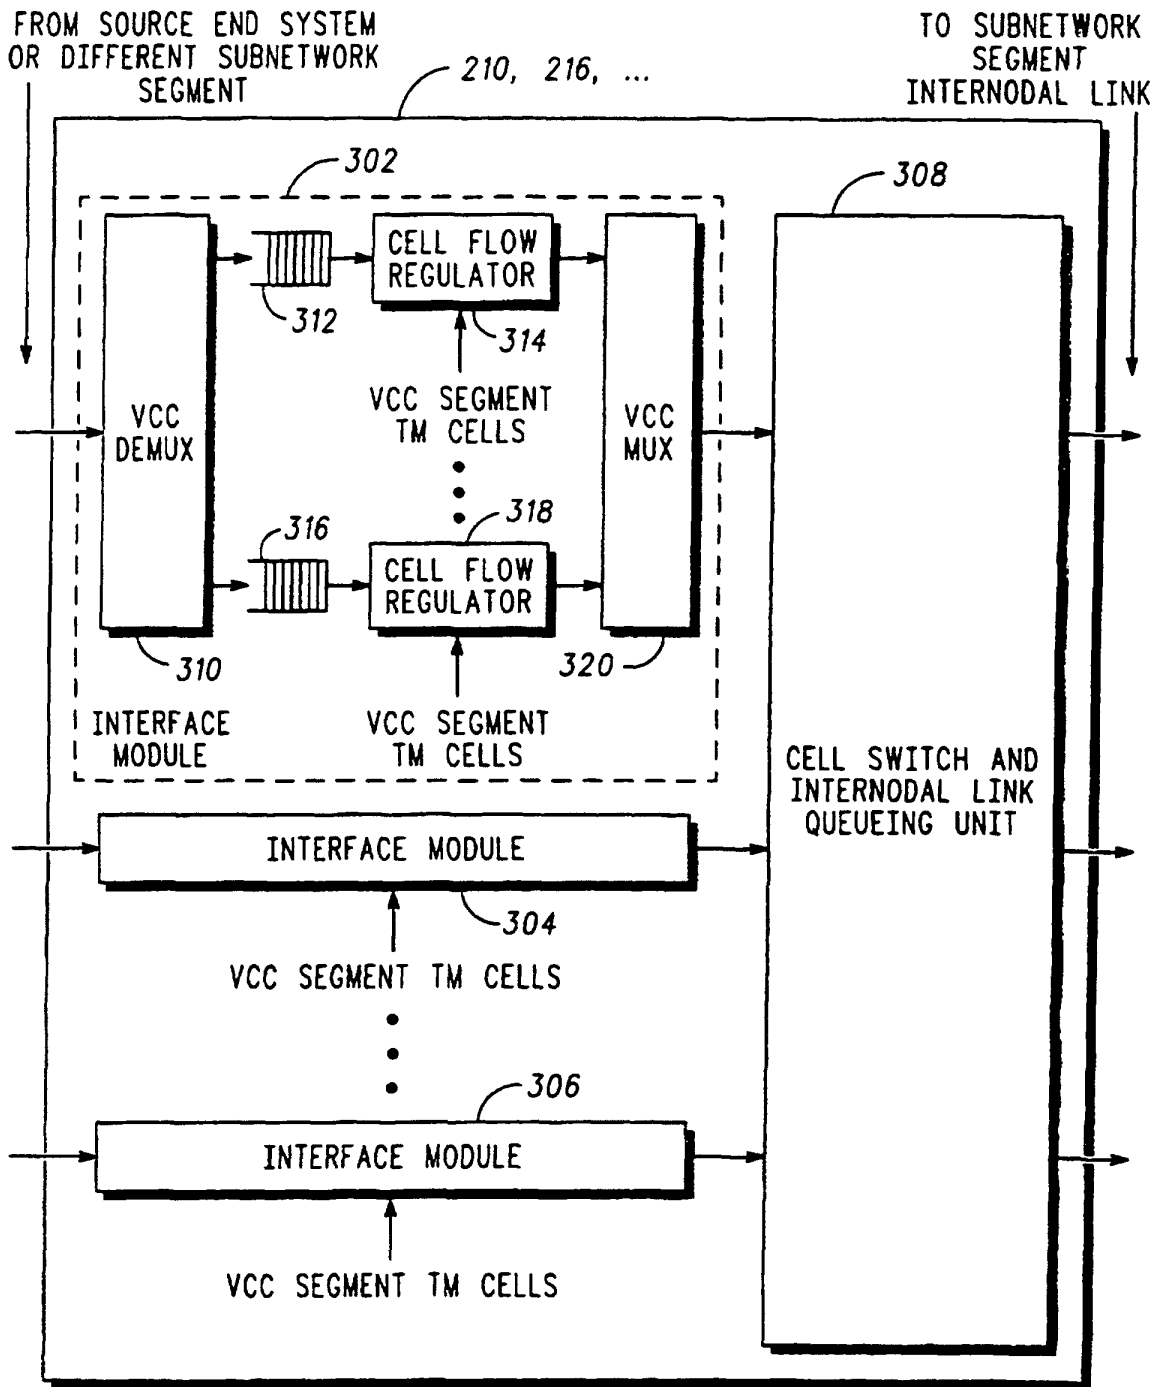 FROM SOURCE END SYSTEM
OR DIFFERENT SUBNETWORK
SEGMENT
210, 216, ...
TO SUBNETWORK
SEGMENT
INTERNODAL LINK
302
308
CELL FLOW
REGULATOR
312
314
VCC SEGMENT
TM CELLS
VCC
DEMUX
VCC
MUX
316
318
CELL FLOW
REGULATOR
310
320
INTERFACE
MODULE
VCC SEGMENT
TM CELLS
CELL SWITCH AND
INTERNODAL LINK
QUEUEING UNIT
INTERFACE MODULE
304
VCC SEGMENT TM CELLS
306
INTERFACE MODULE
VCC SEGMENT TM CELLS